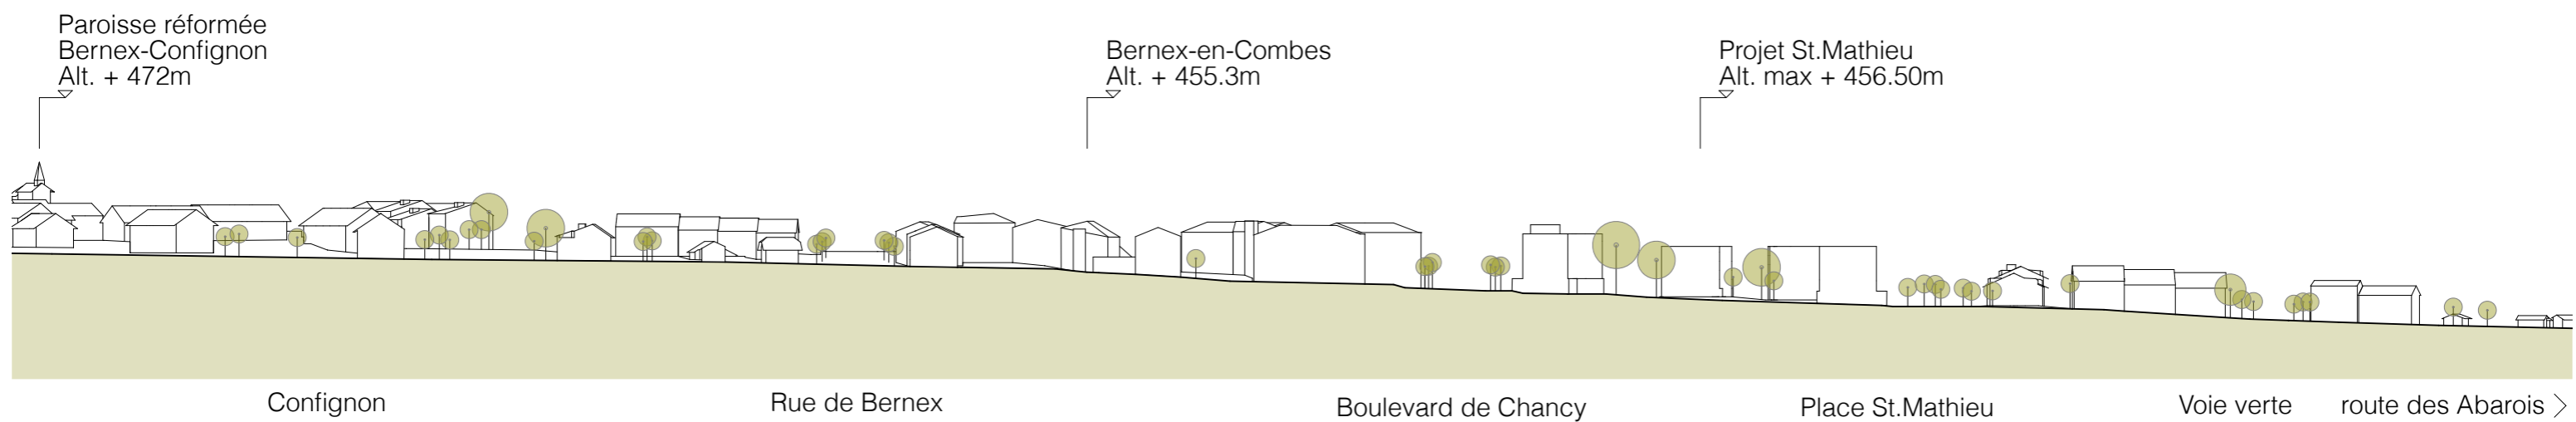 Paroisse réformée
Bernex-Confignon
Alt. + 472m
Bernex-en-Combes
Alt. + 455.3m
Projet St.Mathieu
Alt. max + 456.50m
Confignon
Rue de Bernex
Boulevard de Chancy
Place St.Mathieu
Voie verte
route des Abarois >